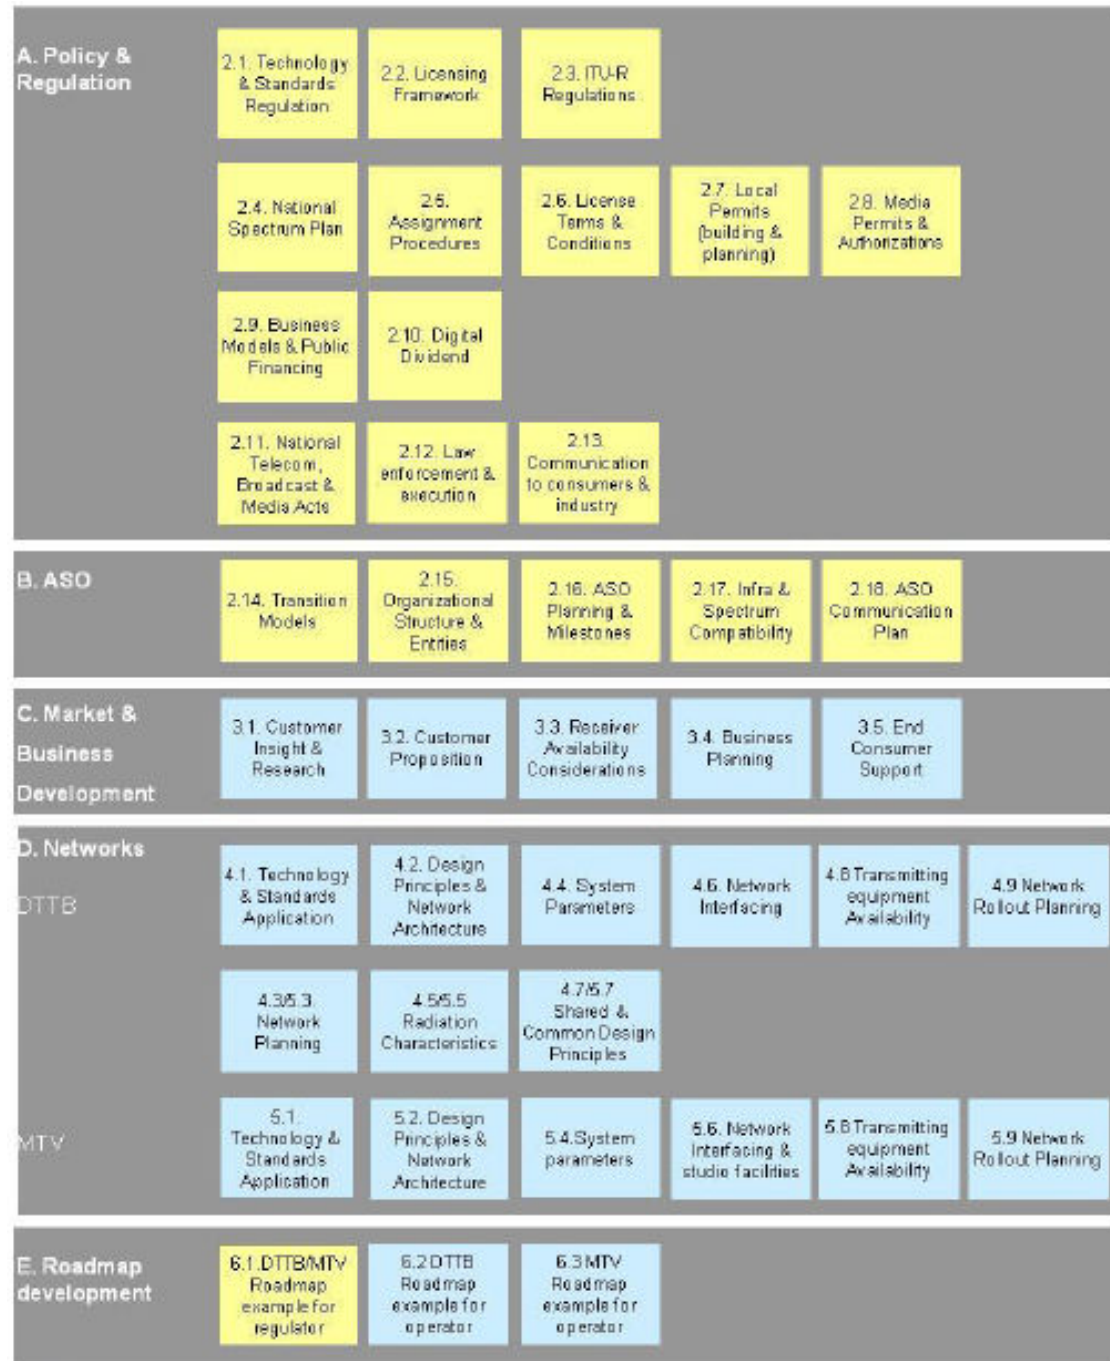 A. Policy &
Regulation
2.1. Technology
& Standards
Regulation
2.2. Licensing
Framework
2.3. ITU-R
Regulations
2.4. National
Spectrum Plan
2.5.
Assignment
Procedures
2.6. License
Terms &
Conditions
2.7. Local
Permits
(building &
planning)
2.8. Media
Permits &
Authorizations
2.9. Business
Models & Public
Financing
2.10. Digital
Dividend
2.11. National
Telecom,
Broadcast &
Media Acts
2.12. Law
enforcement &
execution
2.13.
Communication
to consumers &
industry
B. ASO
2.14. Transition
Models
2.15.
Organizational
Structure &
Entities
2.16. ASO
Planning &
Milestones
2.17. Infra &
Spectrum
Compatibility
2.18. ASO
Communication
Plan
C. Market &
Business
Development
3.1. Customer
Insight &
Research
3.2. Customer
Proposition
3.3. Receiver
Availability
Considerations
3.4. Business
Planning
3.5. End
Consumer
Support
D. Networks
DTTB
4.1. Technology
& Standards
Application
4.2. Design
Principles &
Network
Architecture
4.4. System
Parameters
4.6. Network
Interfacing
4.8 Transmitting
equipment
Availability
4.9 Network
Rollout Planning
4.3/5.3
Network
Planning
4.5/5.5
Radiation
Characteristics
4.7/5.7
Shared &
Common Design
Principles
MTV
5.1.
Technology &
Standards
Application
5.2. Design
Principles &
Network
Architecture
5.4.System
parameters
5.6. Network
Interfacing &
studio facilities
5.8 Transmitting
equipment
Availability
5.9 Network
Rollout Planning
E. Roadmap
development
6.1.DTTB/MTV
Roadmap
example for
regulator
6.2 DTTB
Roadmap
example for
operator
6.3 MTV
Roadmap
example for
operator